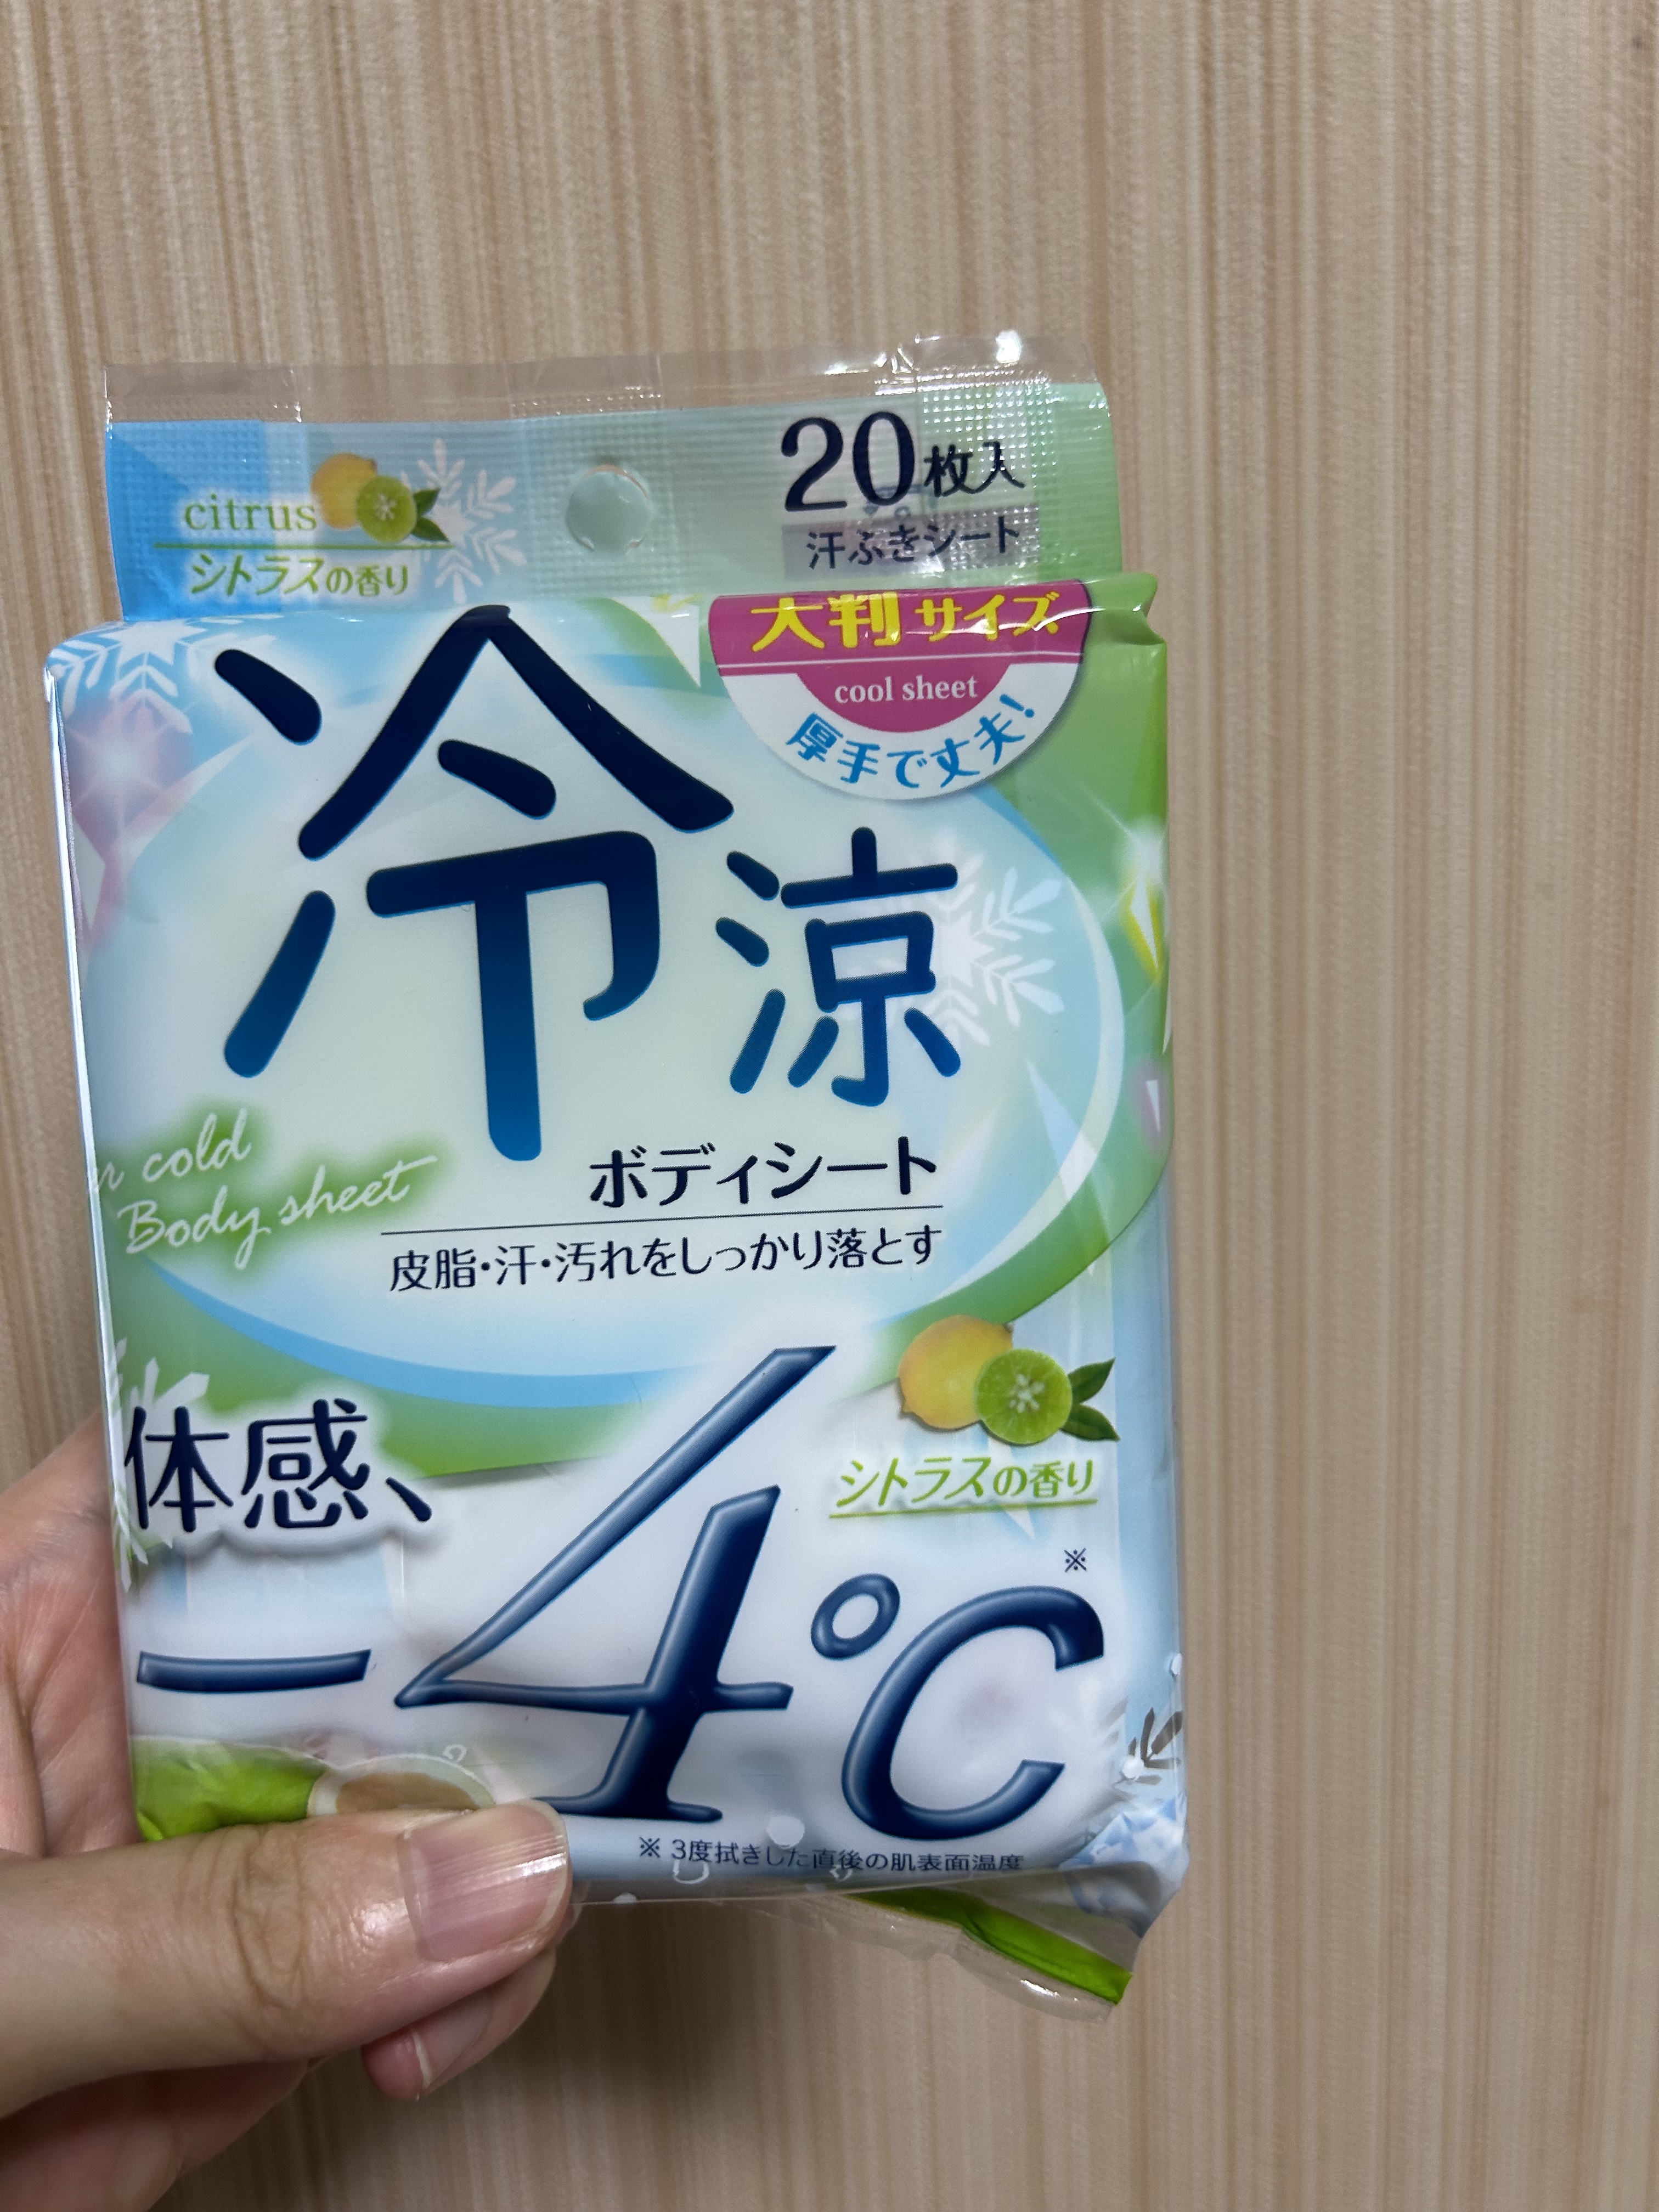 citrus
シトラスの香り
20枚入
汗ふきシート
大判サイズ
cool sheet
厚手で丈夫!
冷涼
cold
Body sheet
ボディシート
皮脂・汗・汚れをしっかり落とす
体感、
シトラスの香り
−4℃※
※ 3度拭きした直後の肌表面温度